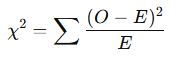 χ² = ∑ (O − E)² / E